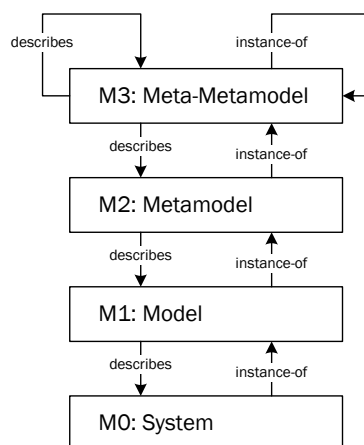 describes
instance-of
M3: Meta-Metamodel
describes
instance-of
M2: Metamodel
describes
instance-of
M1: Model
describes
instance-of
M0: System